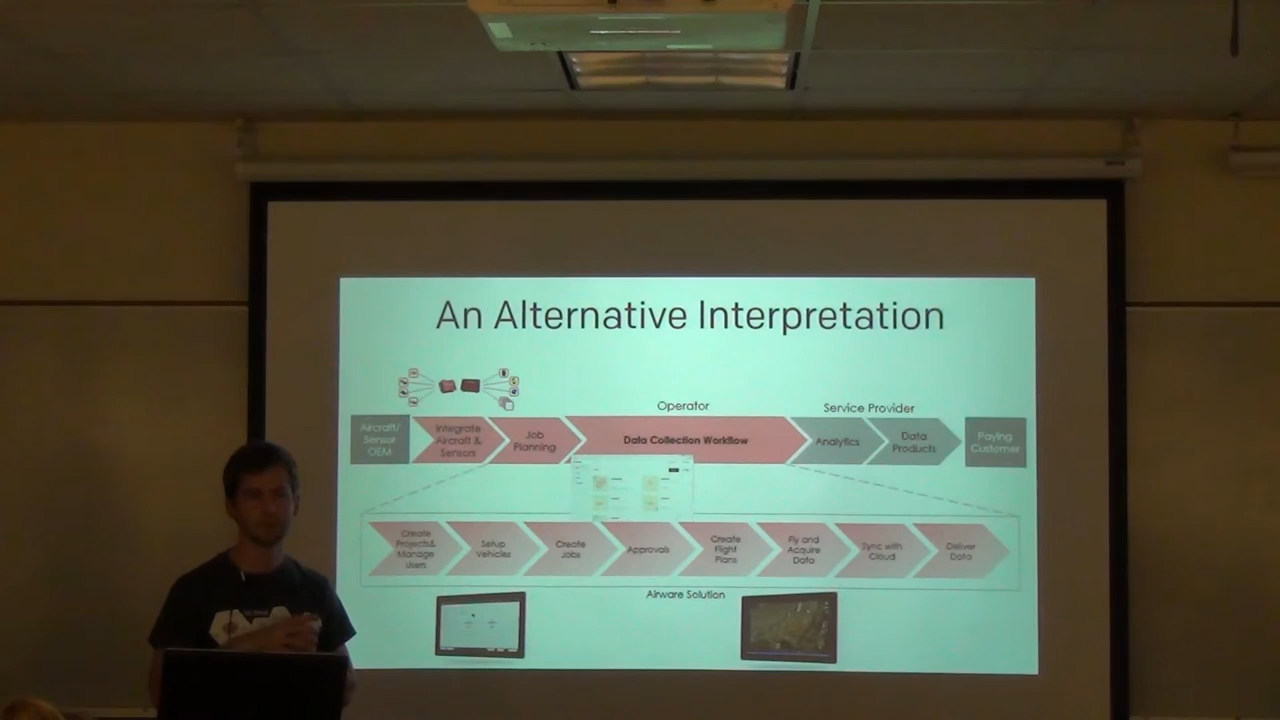 An Alternative Interpretation
Operator
Service Provider
Aircraft/
Sensor
OEM
Integrate
Aircraft &
Sensors
Job
Planning
Data Collection Workflow
Analytics
Data
Products
Paying
Customer
Create
Projects&
Manage
Users
Setup
Vehicles
Create
Jobs
Approvals
Create
Flight
Plans
Fly and
Acquire
Data
Sync with
Cloud
Deliver
Data
Airware Solution